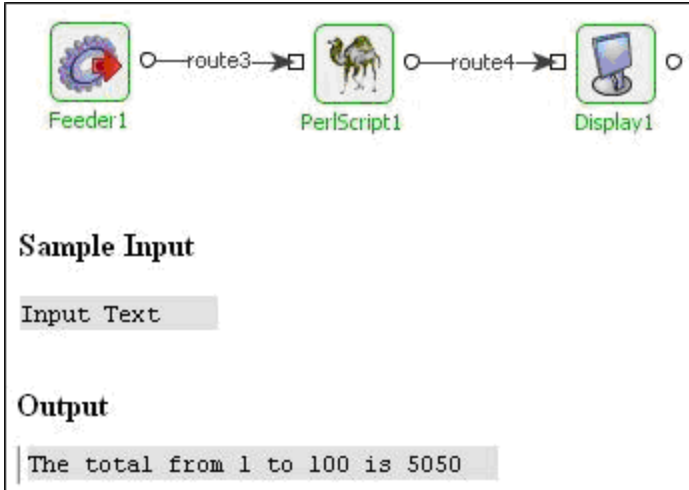 route3
route4
Feeder1
PerlScript1
Display1
Sample Input
Input Text
Output
The total from 1 to 100 is 5050